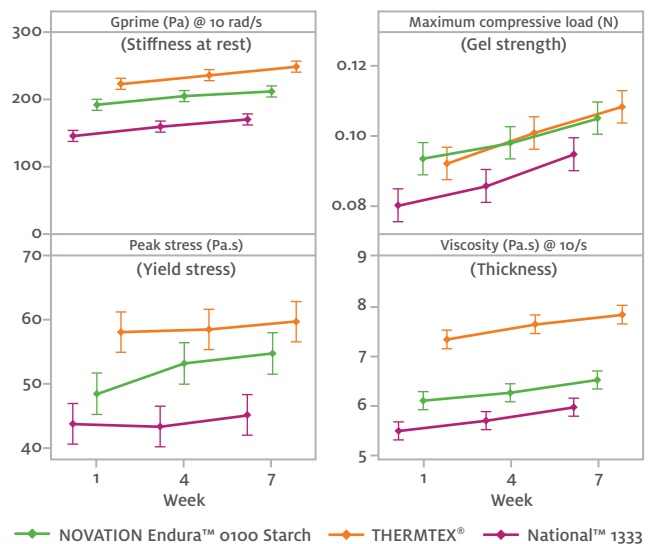 Gprime (Pa) @ 10 rad/s
(Stiffness at rest)
300
200
100
0
Maximum compressive load (N)
(Gel strength)
0.12
0.10
0.08
Peak stress (Pa.s)
(Yield stress)
70
60
50
40
1 4 7
Week
Viscosity (Pa.s) @ 10/s
(Thickness)
9
8
7
6
5
1 4 7
Week
NOVATION Endura™ 0100 Starch THERMTEX® National™ 1333